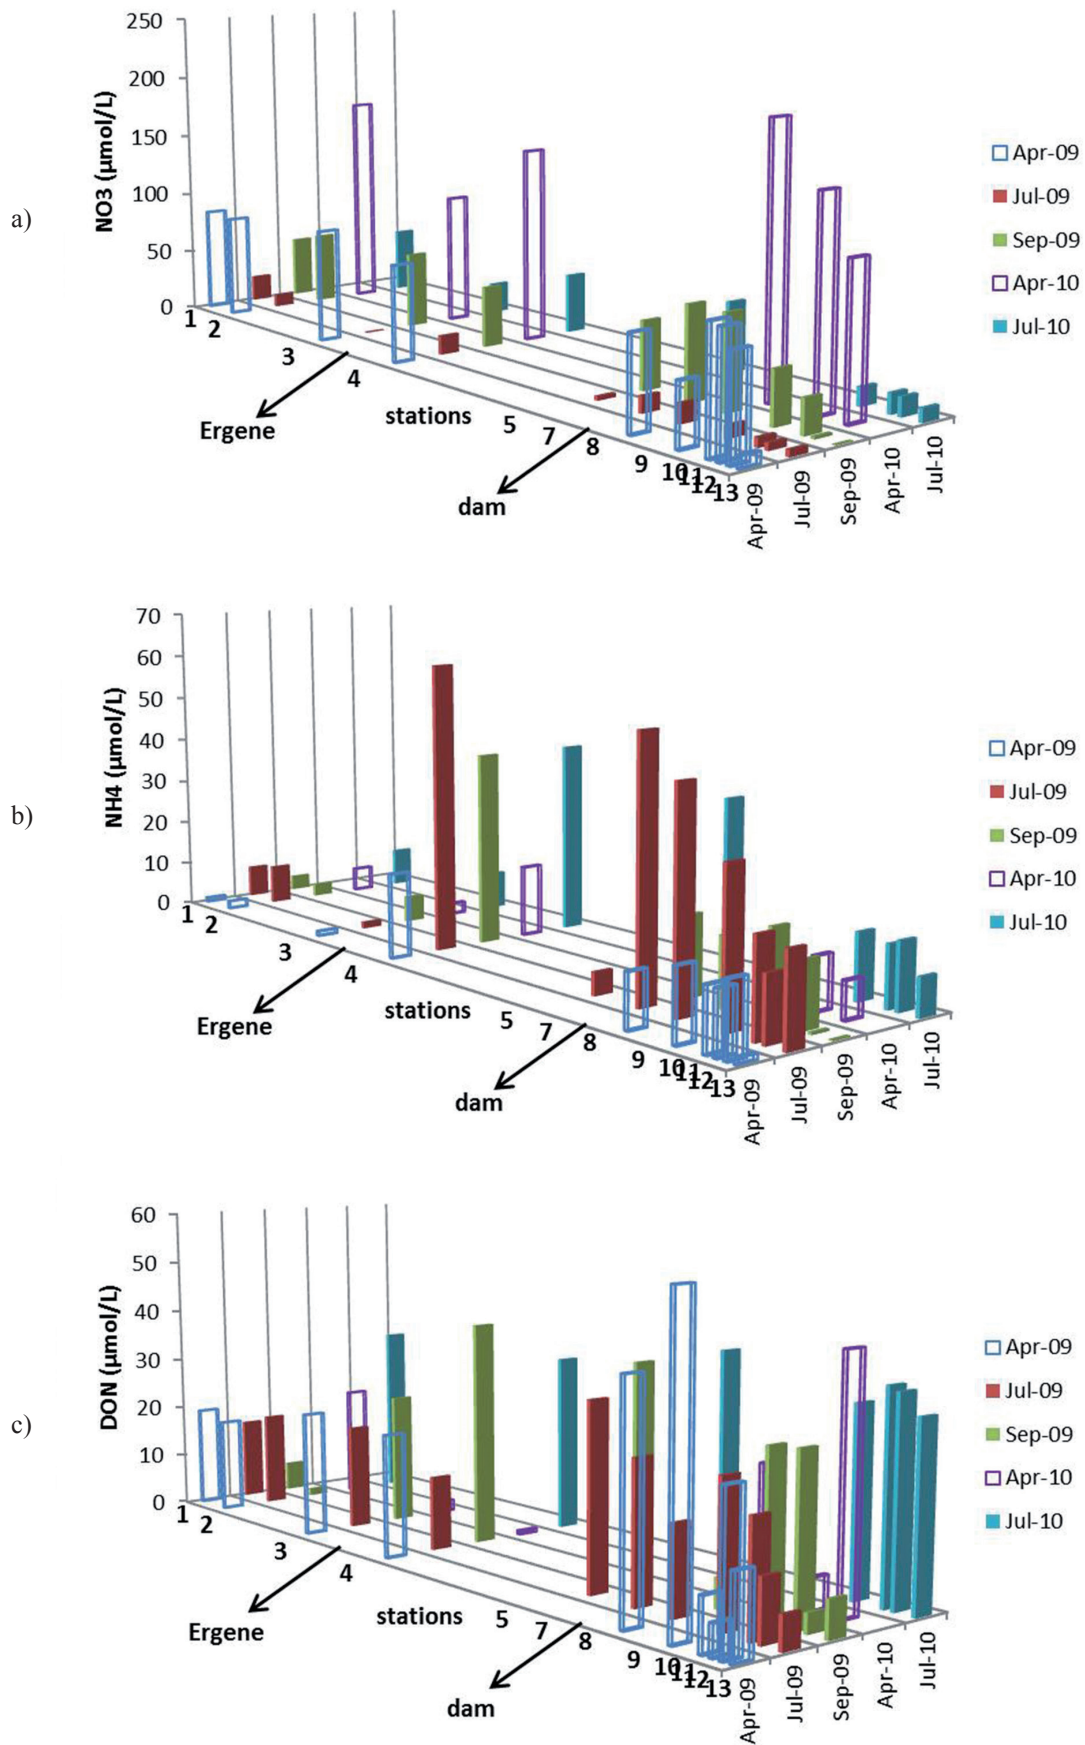 a)
NO3 (µmol/L)
250
200
150
100
50
0
1
2
3
4
5
7
8
9
10
11
12
13
Ergene
stations
dam
Apr-09
Jul-09
Sep-09
Apr-10
Jul-10
Apr-09
Jul-09
Sep-09
Apr-10
Jul-10
b)
NH4 (µmol/L)
70
60
50
40
30
20
10
0
1
2
3
4
5
7
8
9
10
11
12
13
Ergene
stations
dam
Apr-09
Jul-09
Sep-09
Apr-10
Jul-10
Apr-09
Jul-09
Sep-09
Apr-10
Jul-10
c)
DON (µmol/L)
60
50
40
30
20
10
0
1
2
3
4
5
7
8
9
10
11
12
13
Ergene
stations
dam
Apr-09
Jul-09
Sep-09
Apr-10
Jul-10
Apr-09
Jul-09
Sep-09
Apr-10
Jul-10